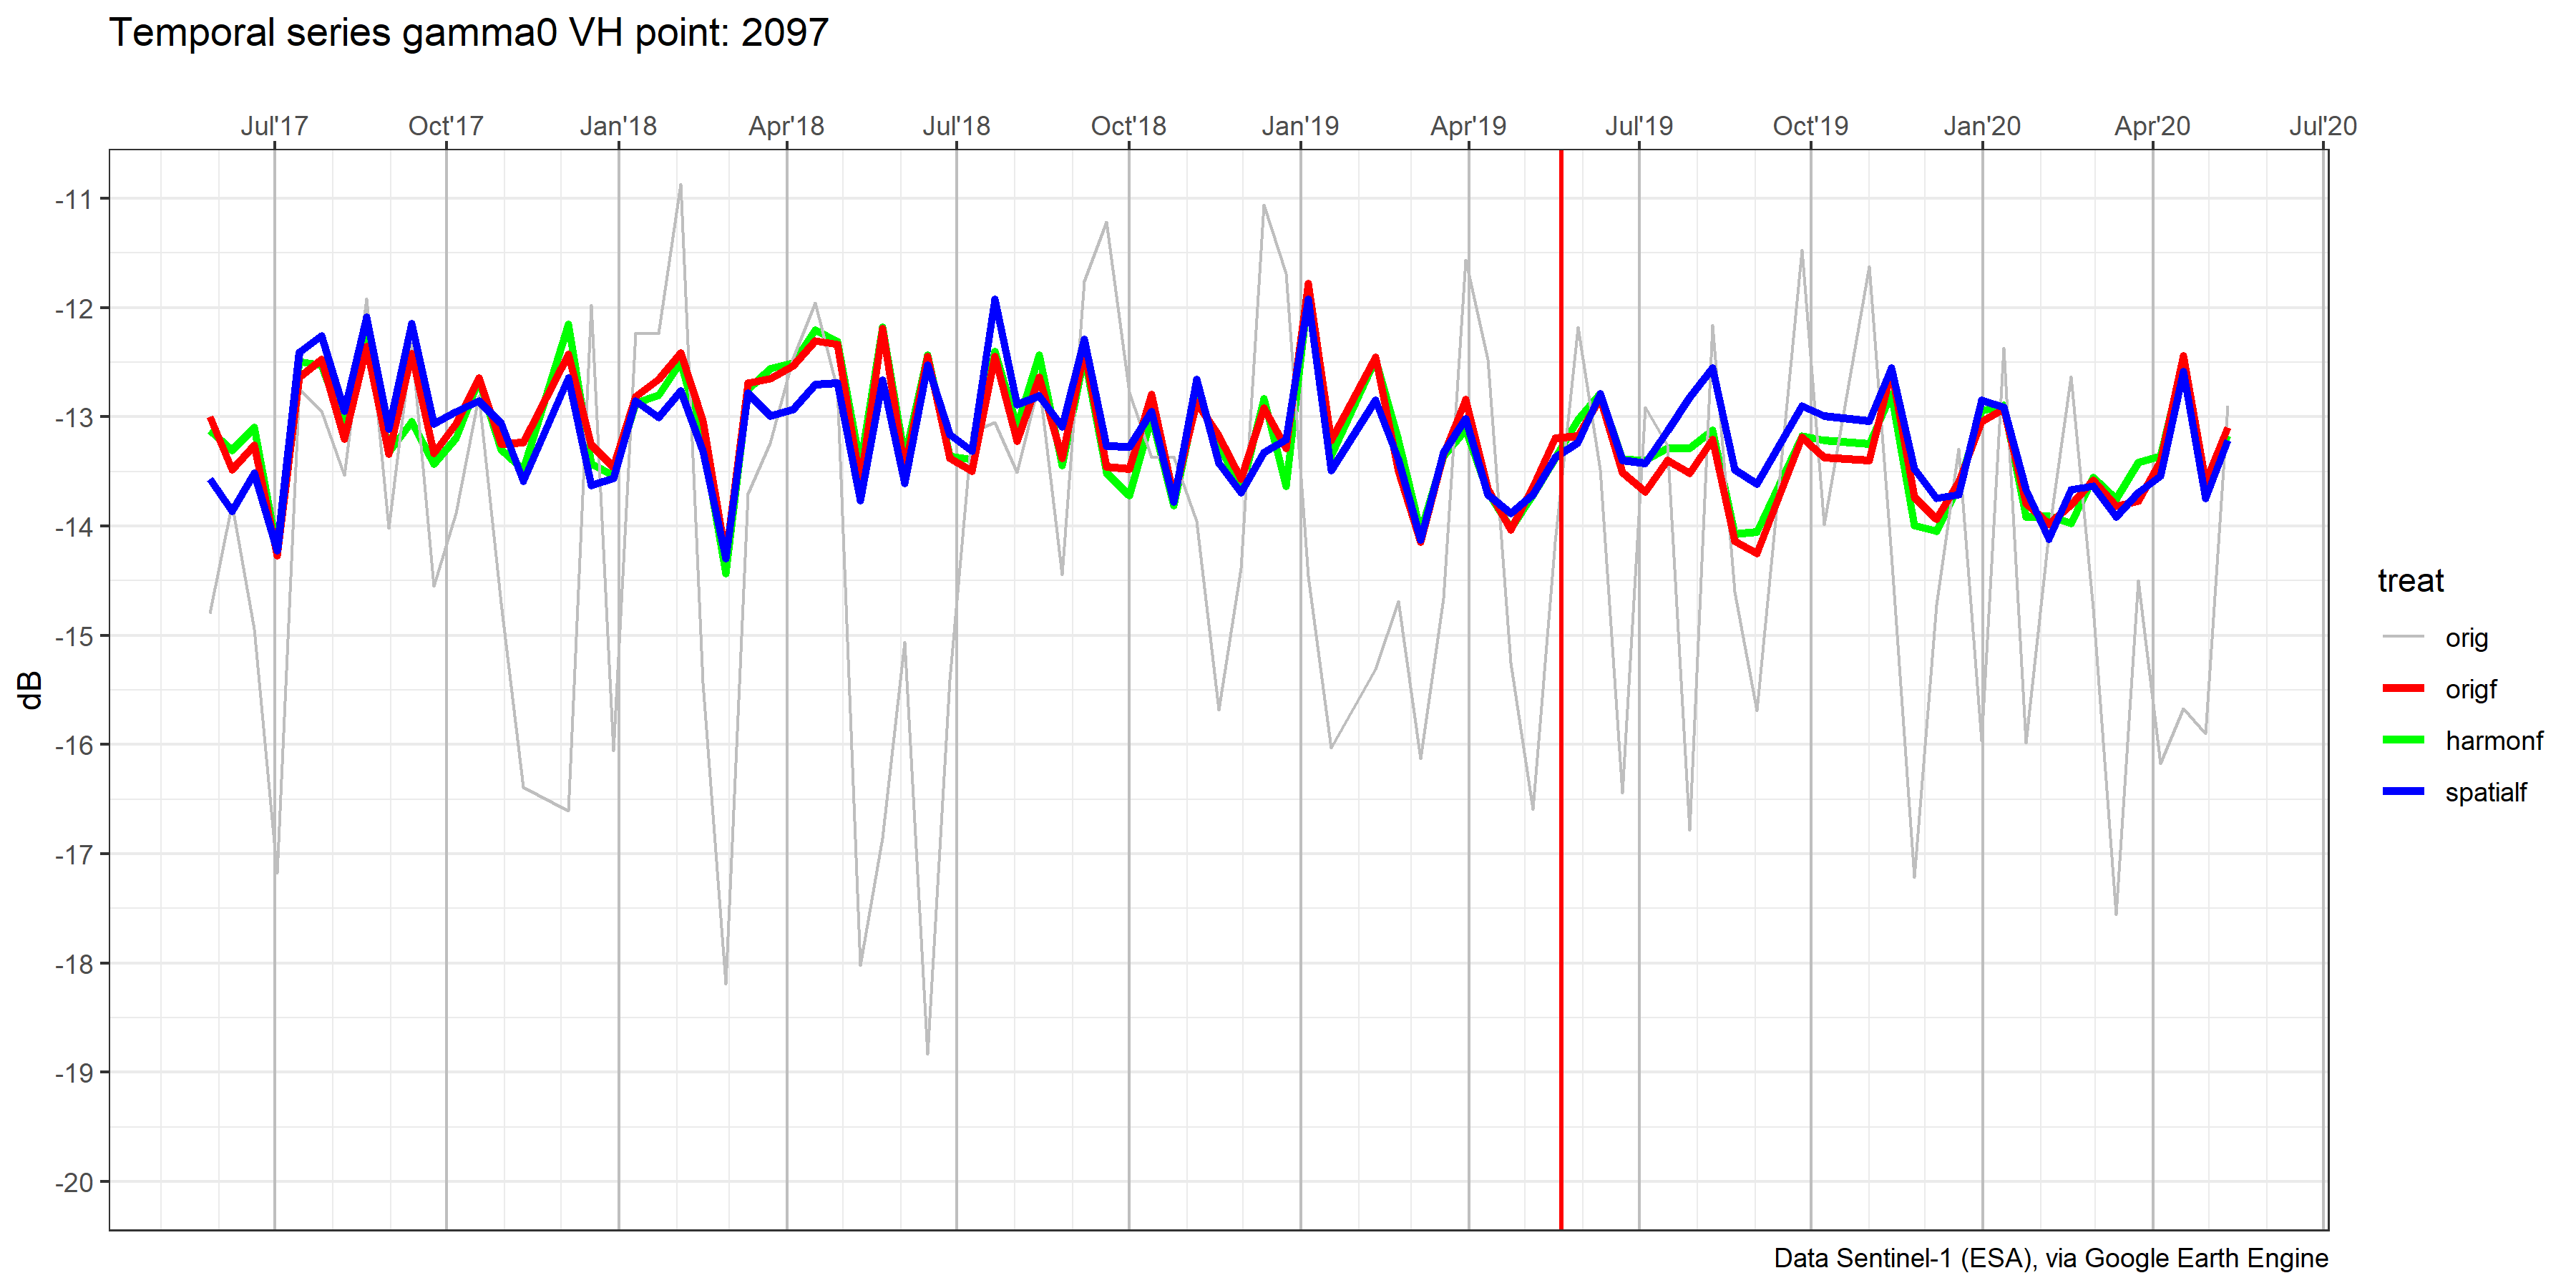 Temporal series gamma0 VH point: 2097
Jul'17 Oct'17 Jan'18 Apr'18 Jul'18 Oct'18 Jan'19 Apr'19 Jul'19 Oct'19 Jan'20 Apr'20 Jul'20
-11
-12
-13
-14
-15
-16
-17
-18
-19
-20
dB
treat
orig
origf
harmonf
spatialf
Data Sentinel-1 (ESA), via Google Earth Engine